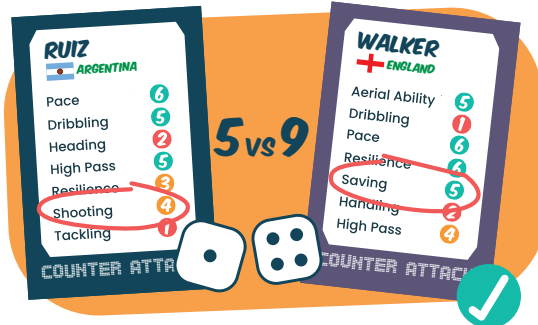 RUIZ
ARGENTINA
Pace 6
Dribbling 5
Heading 2
High Pass 5
Resilience 3
Shooting 4
Tackling 1
COUNTER ATTA
5 vs 9
WALKER
ENGLAND
Aerial Ability 5
Dribbling 1
Pace 6
Resilience 6
Saving 5
Handling 2
High Pass 4
COUNTER ATTACK